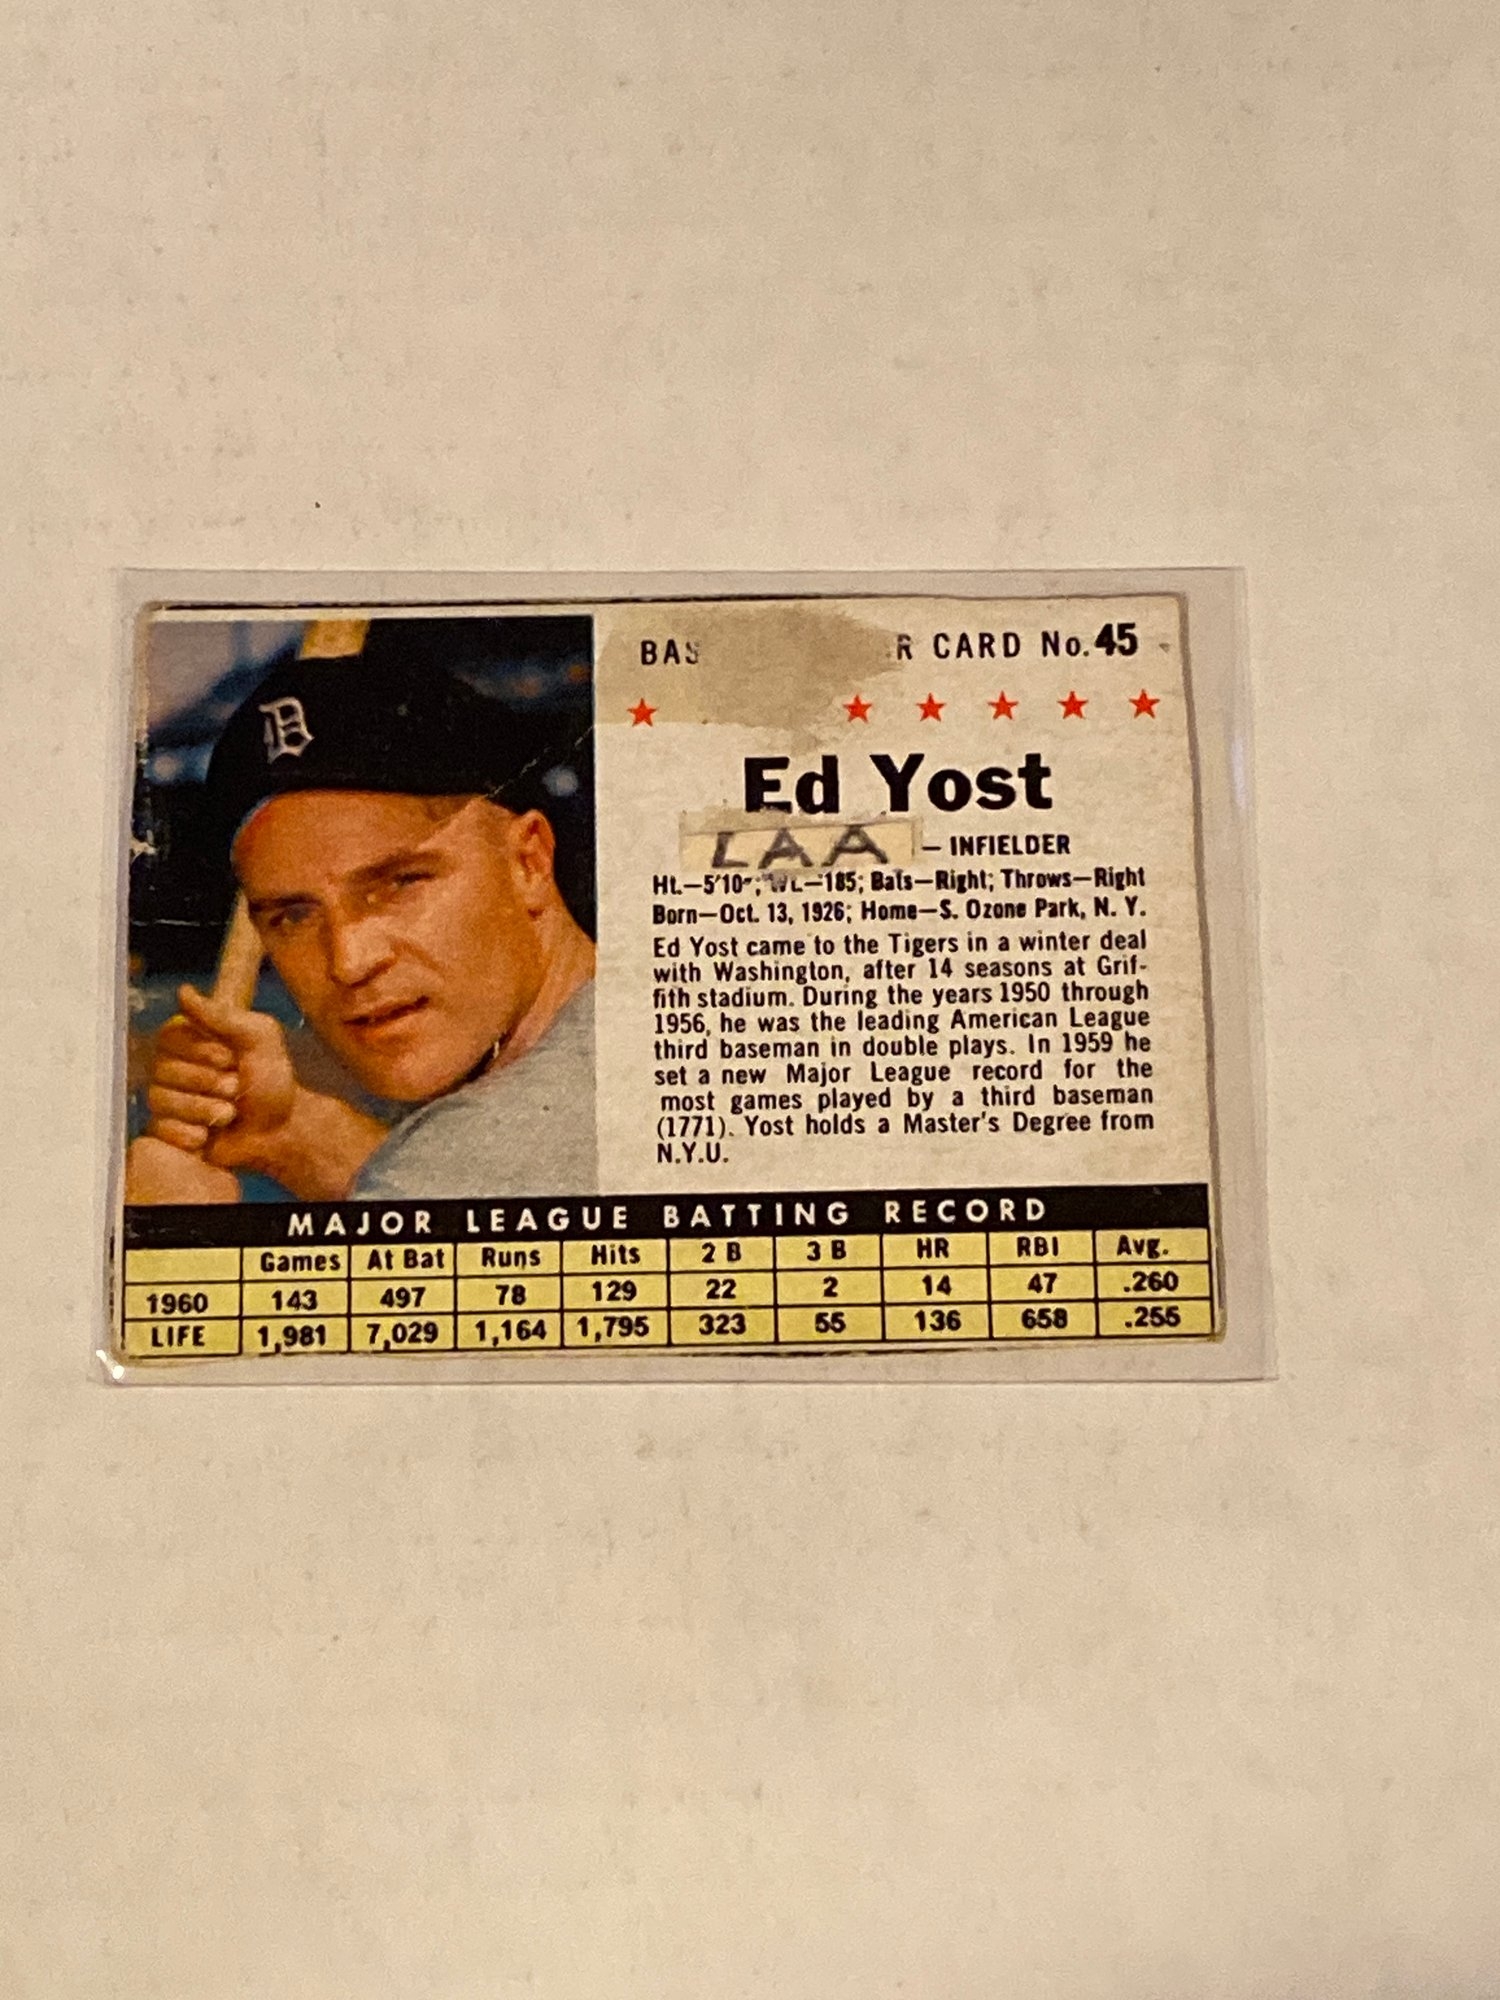 D
BAS R CARD No. 45
Ed Yost
LAA – INFIELDER
Ht.—5'10"; Wt.—185; Bats—Right; Throws—Right
Born—Oct. 13, 1926; Home—S. Ozone Park, N. Y.
Ed Yost came to the Tigers in a winter deal
with Washington, after 14 seasons at Grif-
fith stadium. During the years 1950 through
1956, he was the leading American League
third baseman in double plays. In 1959 he
set a new Major League record for the
most games played by a third baseman
(1771). Yost holds a Master's Degree from
N.Y.U.
MAJOR LEAGUE BATTING RECORD
Games At Bat Runs Hits 2 B 3 B HR RBI Avg.
1960 143 497 78 129 22 2 14 47 .260
LIFE 1,981 7,029 1,164 1,795 323 55 136 658 .255